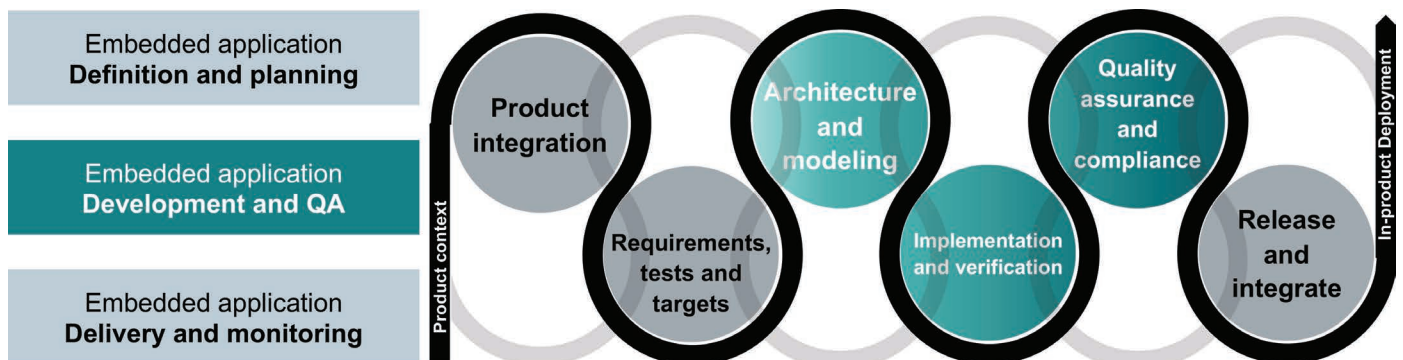 Embedded application
Definition and planning
Embedded application
Development and QA
Embedded application
Delivery and monitoring
Product context
Product
integration
Requirements,
tests and
targets
Architecture
and
modeling
Implementation
and verification
Quality
assurance
and
compliance
Release
and
integrate
In-product Deployment